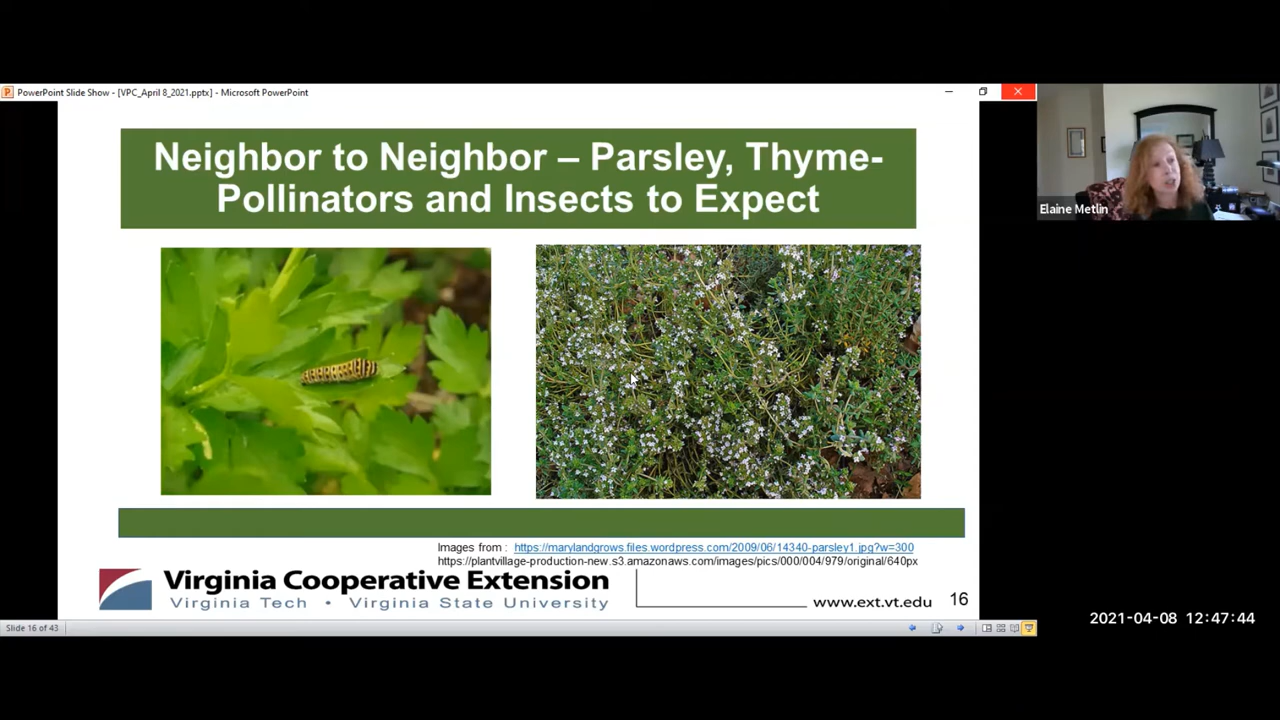 PowerPoint Slide Show - [VPC_April 8_2021.pptx] - Microsoft PowerPoint
Neighbor to Neighbor – Parsley, Thyme-
Pollinators and Insects to Expect
Elaine Metlin
Images from : https://marylandgrows.files.wordpress.com/2009/06/14340-parsley1.jpg?w=300
https://plantvillage-production-new.s3.amazonaws.com/images/pics/000/004/979/original/640px
Virginia Cooperative Extension
Virginia Tech • Virginia State University
www.ext.vt.edu 16
2021-04-08 12:47:44
Slide 16 of 43